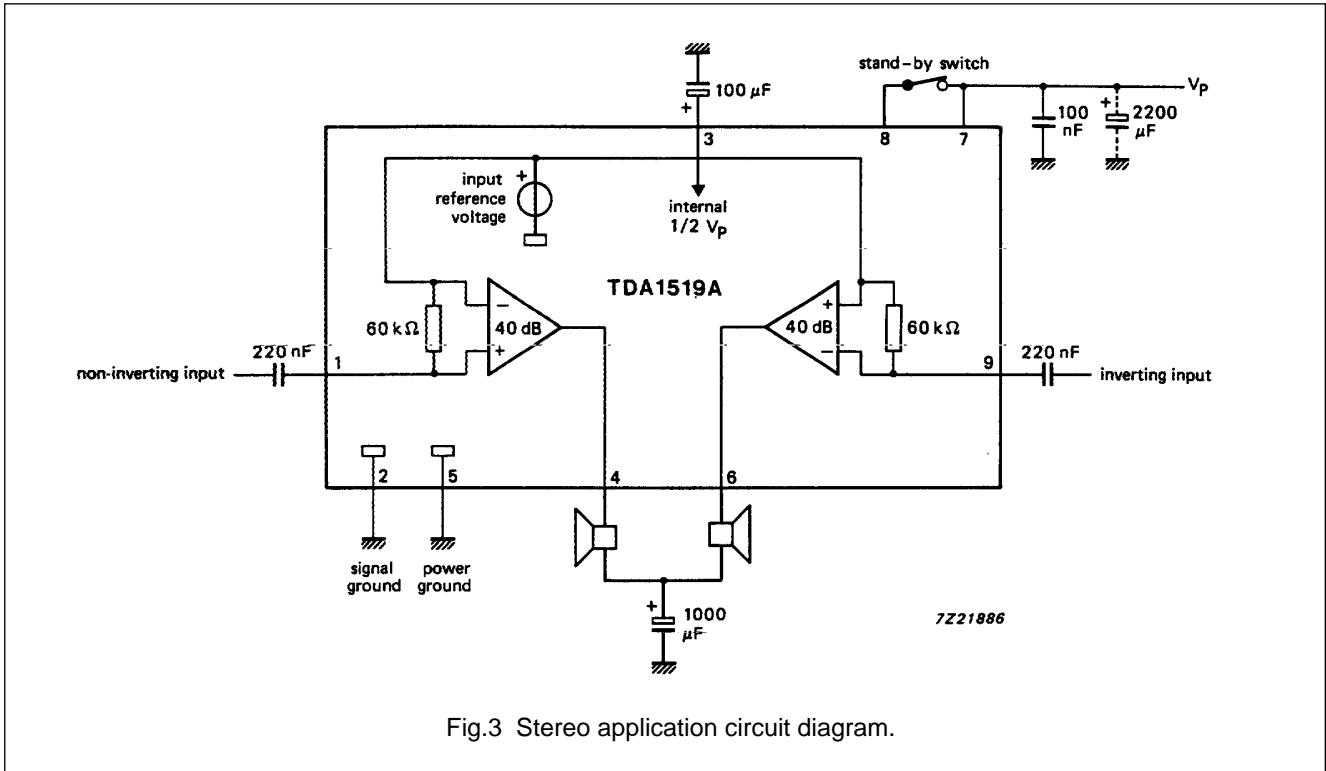 stand-by switch
100 µF
+
VP
3
8
7
100
nF
+
2200
µF
+
input
reference
voltage
internal
1/2 VP
TDA1519A
60 kΩ
−
40 dB
+
+
40 dB
−
60 kΩ
220 nF
non-inverting input
1
9
220 nF
inverting input
2
5
4
6
signal
ground
power
ground
+
1000
µF
7Z21886
Fig.3 Stereo application circuit diagram.